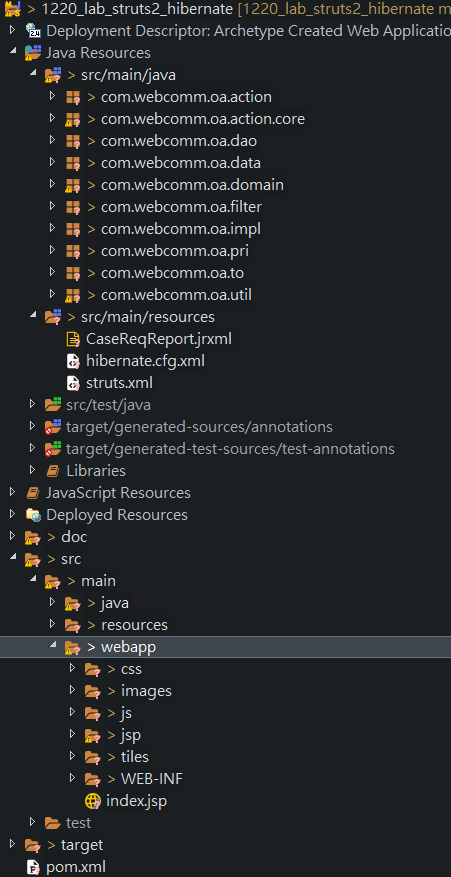 > 1220_lab_struts2_hibernate [1220_lab_struts2_hibernate m
Deployment Descriptor: Archetype Created Web Applicatio
Java Resources
> src/main/java
> com.webcomm.oa.action
> com.webcomm.oa.action.core
> com.webcomm.oa.dao
> com.webcomm.oa.data
> com.webcomm.oa.domain
> com.webcomm.oa.filter
> com.webcomm.oa.impl
> com.webcomm.oa.pri
> com.webcomm.oa.to
> com.webcomm.oa.util
> src/main/resources
CaseReqReport.jrxml
hibernate.cfg.xml
struts.xml
src/test/java
target/generated-sources/annotations
target/generated-test-sources/test-annotations
Libraries
JavaScript Resources
Deployed Resources
> doc
> src
> main
> java
> resources
> webapp
> css
> images
> js
> jsp
> tiles
> WEB-INF
index.jsp
test
> target
pom.xml